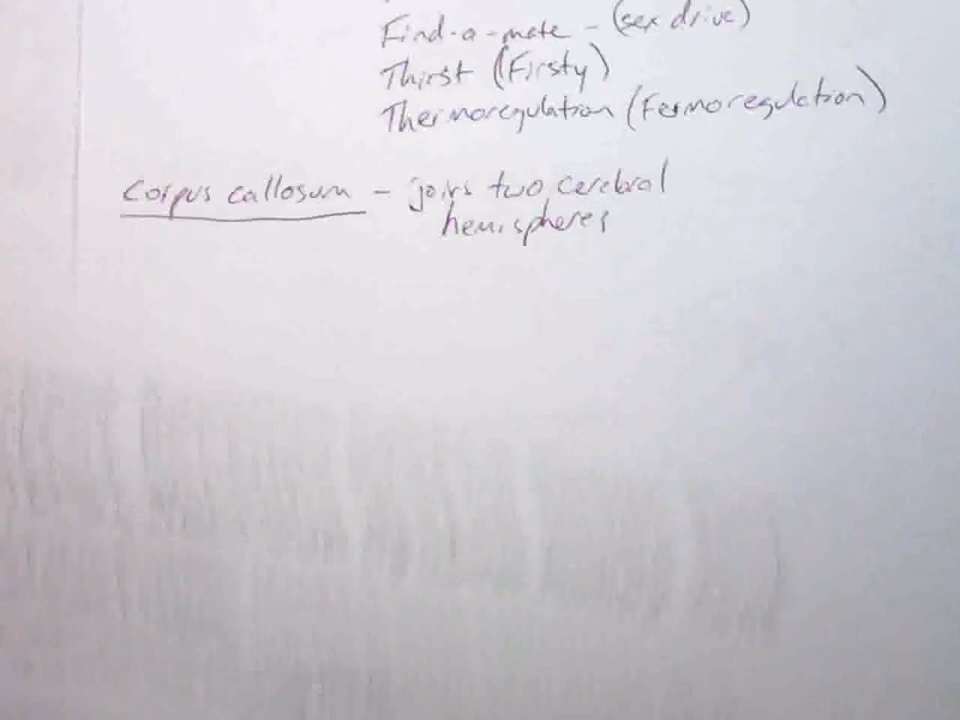 Find-a-mate - (sex drive)
Thirst (Firsty)
Thermoregulation (Fermoregulation)
Corpus callosum - joins two cerebral
hemispheres